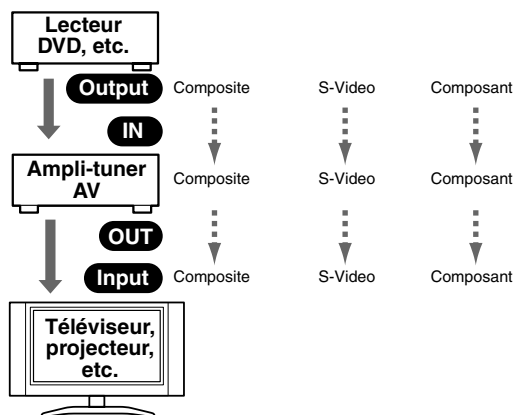 Lecteur
DVD, etc.
Output Composite S-Video Composant
IN
Ampli-tuner
AV
Composite S-Video Composant
OUT
Input Composite S-Video Composant
Téléviseur,
projecteur,
etc.